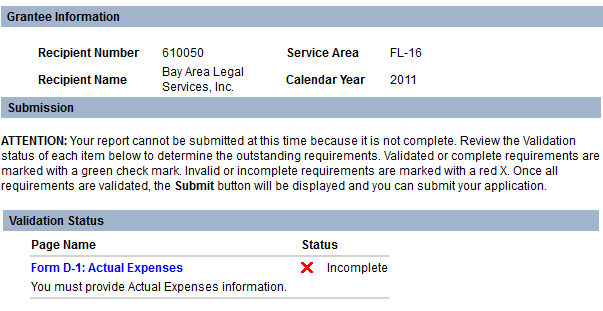 Grantee Information
Recipient Number 610050 Service Area FL-16
Recipient Name Bay Area Legal Services, Inc. Calendar Year 2011
Submission
ATTENTION: Your report cannot be submitted at this time because it is not complete. Review the Validation
status of each item below to determine the outstanding requirements. Validated or complete requirements are
marked with a green check mark. Invalid or incomplete requirements are marked with a red X. Once all
requirements are validated, the Submit button will be displayed and you can submit your application.
Validation Status
Page Name Status
Form D-1: Actual Expenses Incomplete
You must provide Actual Expenses information.